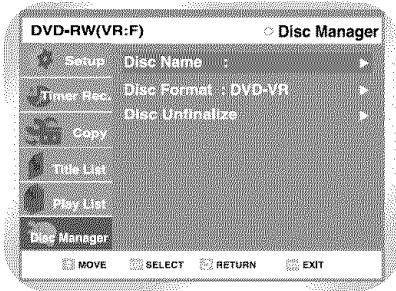 DVD-RW(VR:F) Disc Manager
Setup
Disc Name :
Timer Rec.
Disc Format : DVD-VR
Disc Unfinalize
Copy
Title List
Play List
Disc Manager
MOVE SELECT RETURN EXIT